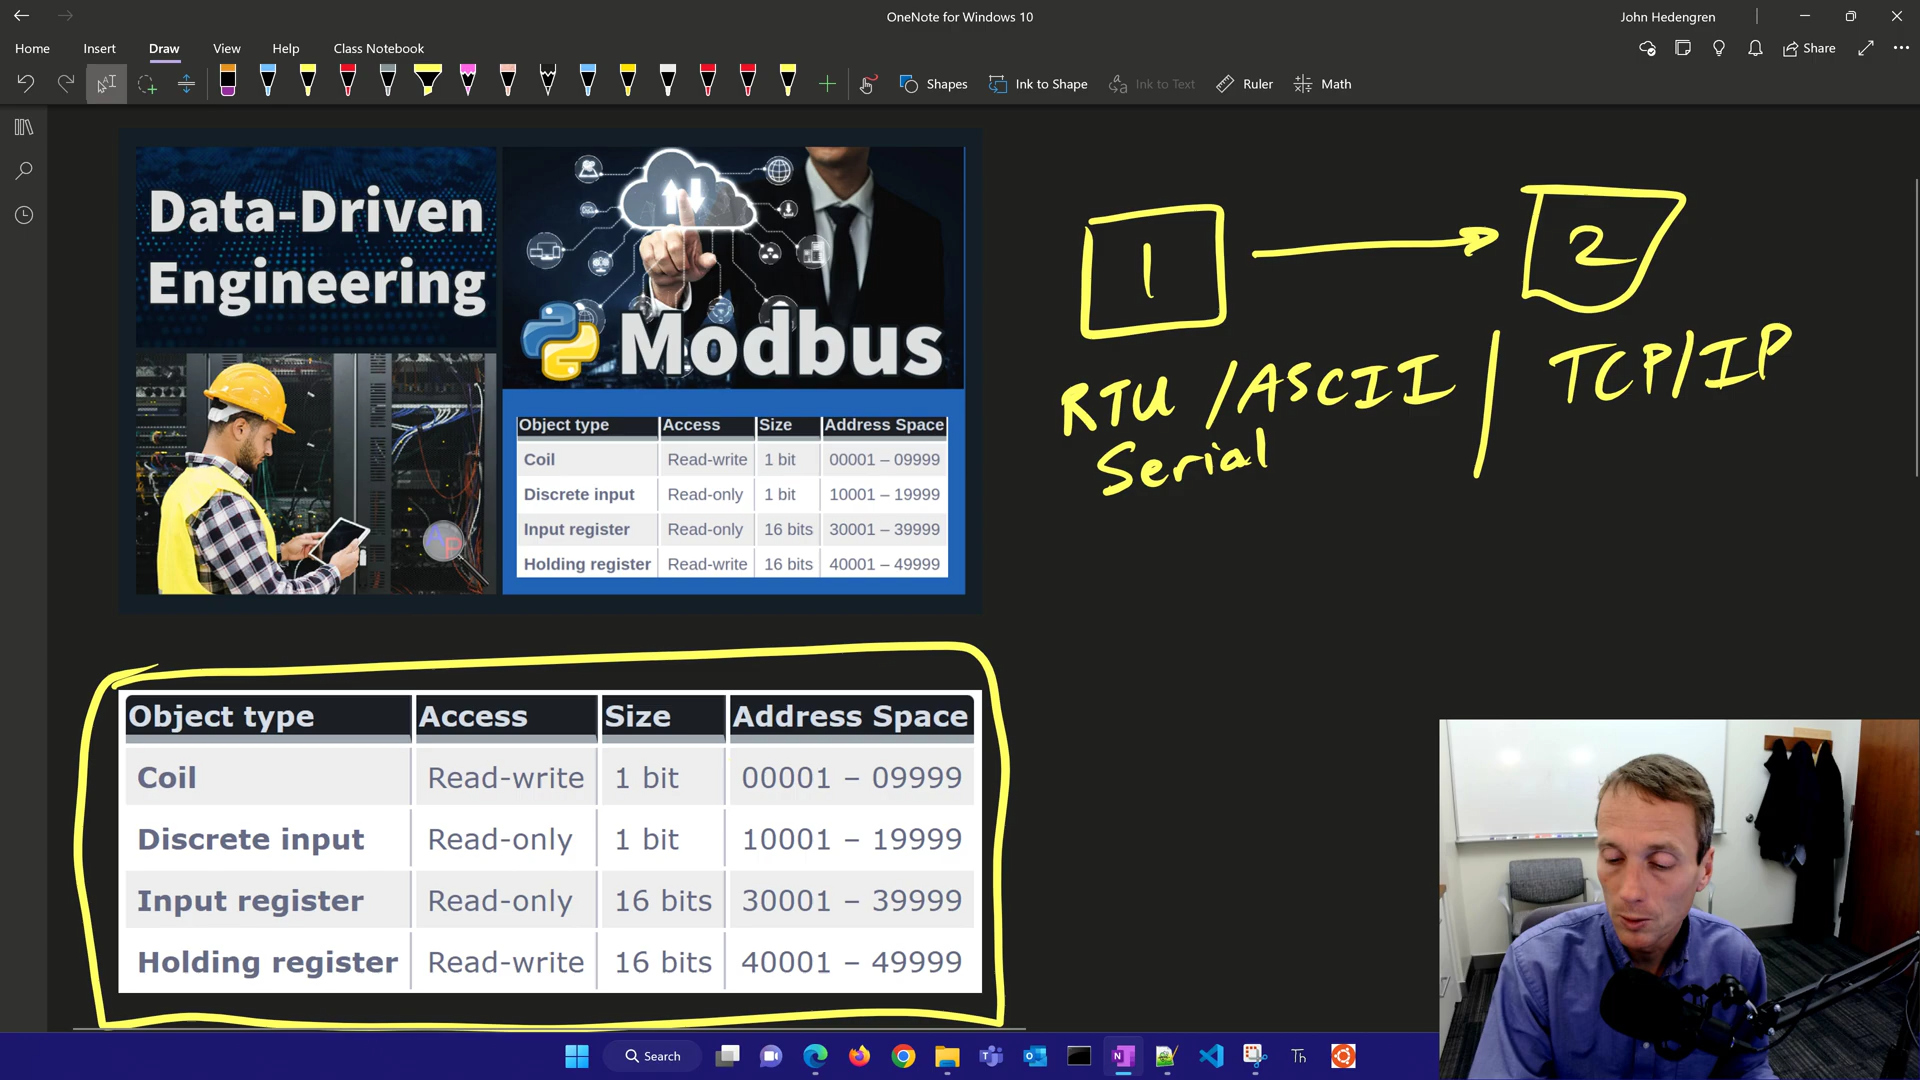 OneNote for Windows 10
John Hedengren
Home Insert Draw View Help Class Notebook
Share
Shapes Ink to Shape Ink to Text Ruler Math
Data-Driven
Engineering
Modbus
Object type Access Size Address Space
Coil Read-write 1 bit 00001 – 09999
Discrete input Read-only 1 bit 10001 – 19999
Input register Read-only 16 bits 30001 – 39999
Holding register Read-write 16 bits 40001 – 49999
AP
1
2
RTU /ASCII / TCP/IP
Serial
Object type Access Size Address Space
Coil Read-write 1 bit 00001 – 09999
Discrete input Read-only 1 bit 10001 – 19999
Input register Read-only 16 bits 30001 – 39999
Holding register Read-write 16 bits 40001 – 49999
Search
Th